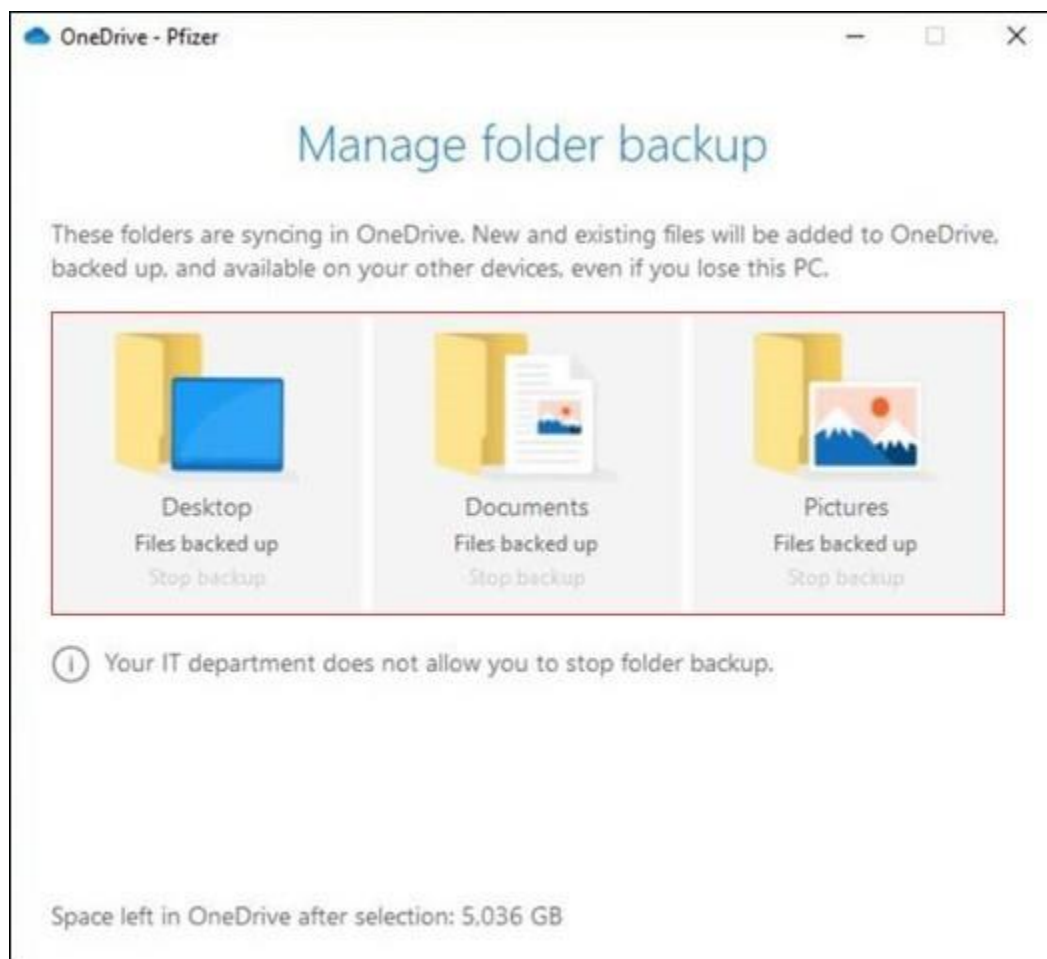 OneDrive - Pfizer
Manage folder backup
These folders are syncing in OneDrive. New and existing files will be added to OneDrive,
backed up, and available on your other devices, even if you lose this PC.
Desktop Documents Pictures
Files backed up Files backed up Files backed up
Stop backup Stop backup Stop backup
Your IT department does not allow you to stop folder backup.
Space left in OneDrive after selection: 5,036 GB